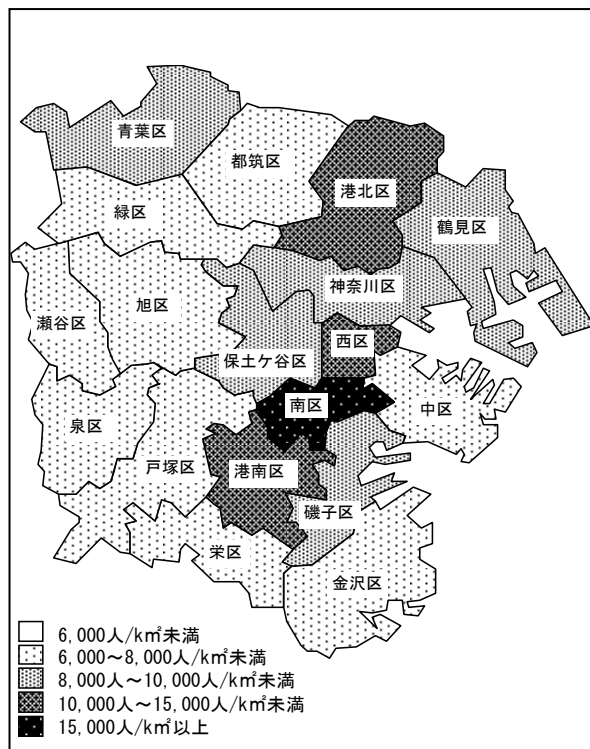 青葉区
都筑区
港北区
緑区
鶴見区
神奈川区
旭区
瀬谷区
西区
保土ケ谷区
南区
中区
泉区
戸塚区
港南区
磯子区
栄区
金沢区
6,000人/k㎡未満
6,000～8,000人/k㎡未満
8,000人～10,000人/k㎡未満
10,000人～15,000人/k㎡未満
15,000人/k㎡以上